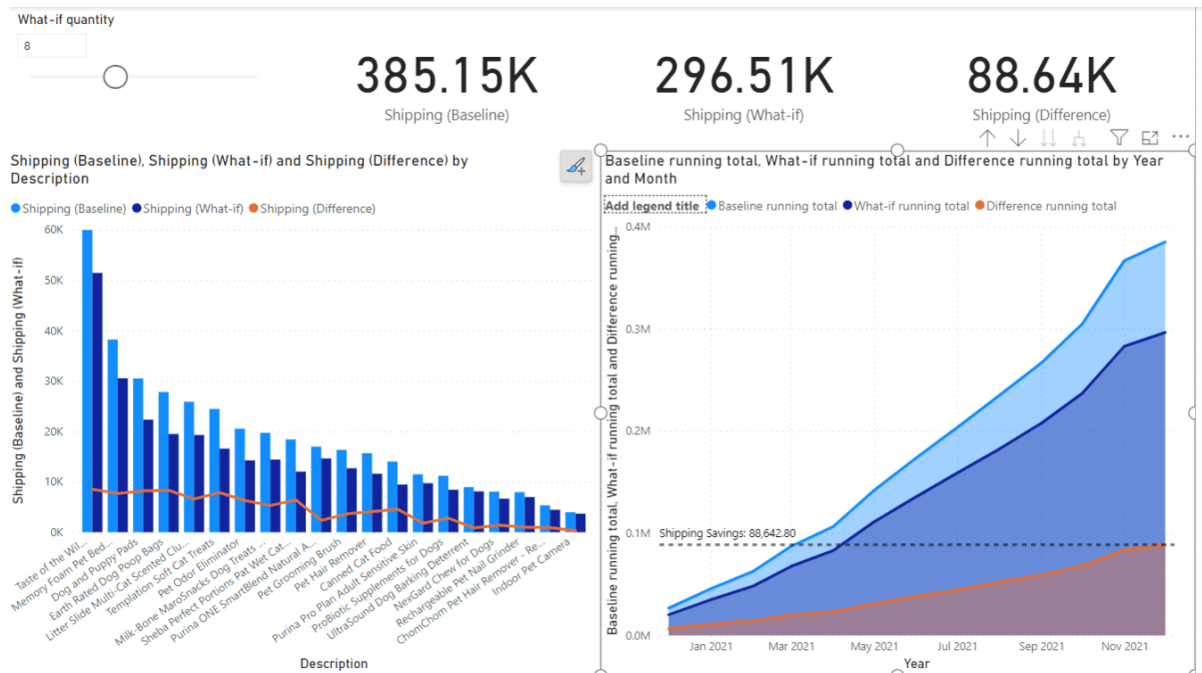 What-if quantity
8
385.15K
Shipping (Baseline)
296.51K
Shipping (What-if)
88.64K
Shipping (Difference)
Shipping (Baseline), Shipping (What-if) and Shipping (Difference) by
Description
Shipping (Baseline) Shipping (What-if) Shipping (Difference)
Shipping (Baseline) and Shipping (What-if)
60K
50K
40K
30K
20K
10K
0K
Taste of the Wil...
Memory Foam Pet Bed...
Dog and Puppy Pads
Earth Rated Dog Poop Bags
Litter Slide Multi-Cat Scented Clu...
Templation Soft Cat Treats
Pet Odor Eliminator
Milk-Bone MaroSnacks Dog Treats ...
Sheba Perfect Portions Pat Wet Cat...
Purina ONE SmartBlend Natural A...
Pet Grooming Brush
Pet Hair Remover
Canned Cat Food
Purina Pro Plan Adult Sensitive Skin
ProBiotic Supplements for Dogs
UltraSound Dog Barking Deterrent
NexGard Chew for Dogs
Rechargeable Pet Nail Grinder
ChomChom Pet Hair Remover - Re...
Indoor Pet Camera
Description
Baseline running total, What-if running total and Difference running total by Year
and Month
Add legend title Baseline running total What-if running total Difference running total
Baseline running total, What-if running total and Difference running...
0.4M
0.3M
0.2M
0.1M
0.0M
Shipping Savings: 88,642.80
Jan 2021
Mar 2021
May 2021
Jul 2021
Sep 2021
Nov 2021
Year